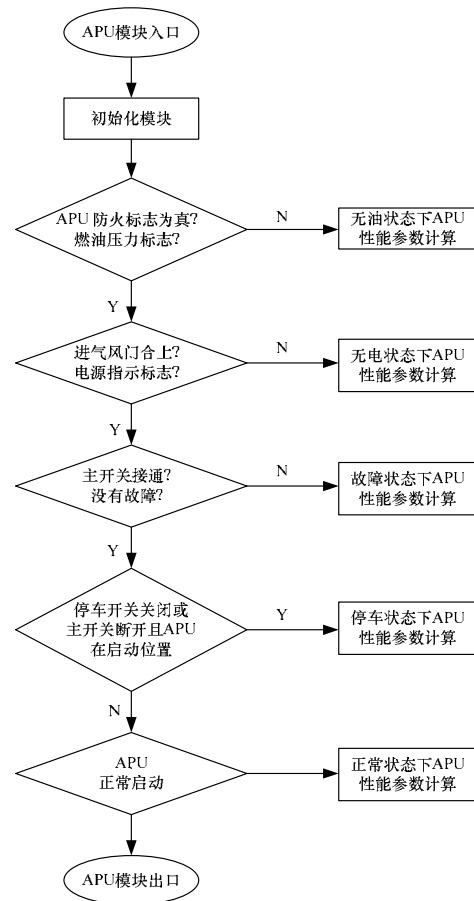 APU模块入口
初始化模块
APU 防火标志为真?
燃油压力标志?
N
无油状态下APU
性能参数计算
Y
进气风门合上?
电源指示标志?
N
无电状态下APU
性能参数计算
Y
主开关接通?
没有故障?
N
故障状态下APU
性能参数计算
Y
停车开关关闭或
主开关断开且APU
在启动位置
Y
停车状态下APU
性能参数计算
N
APU
正常启动
正常状态下APU
性能参数计算
APU模块出口